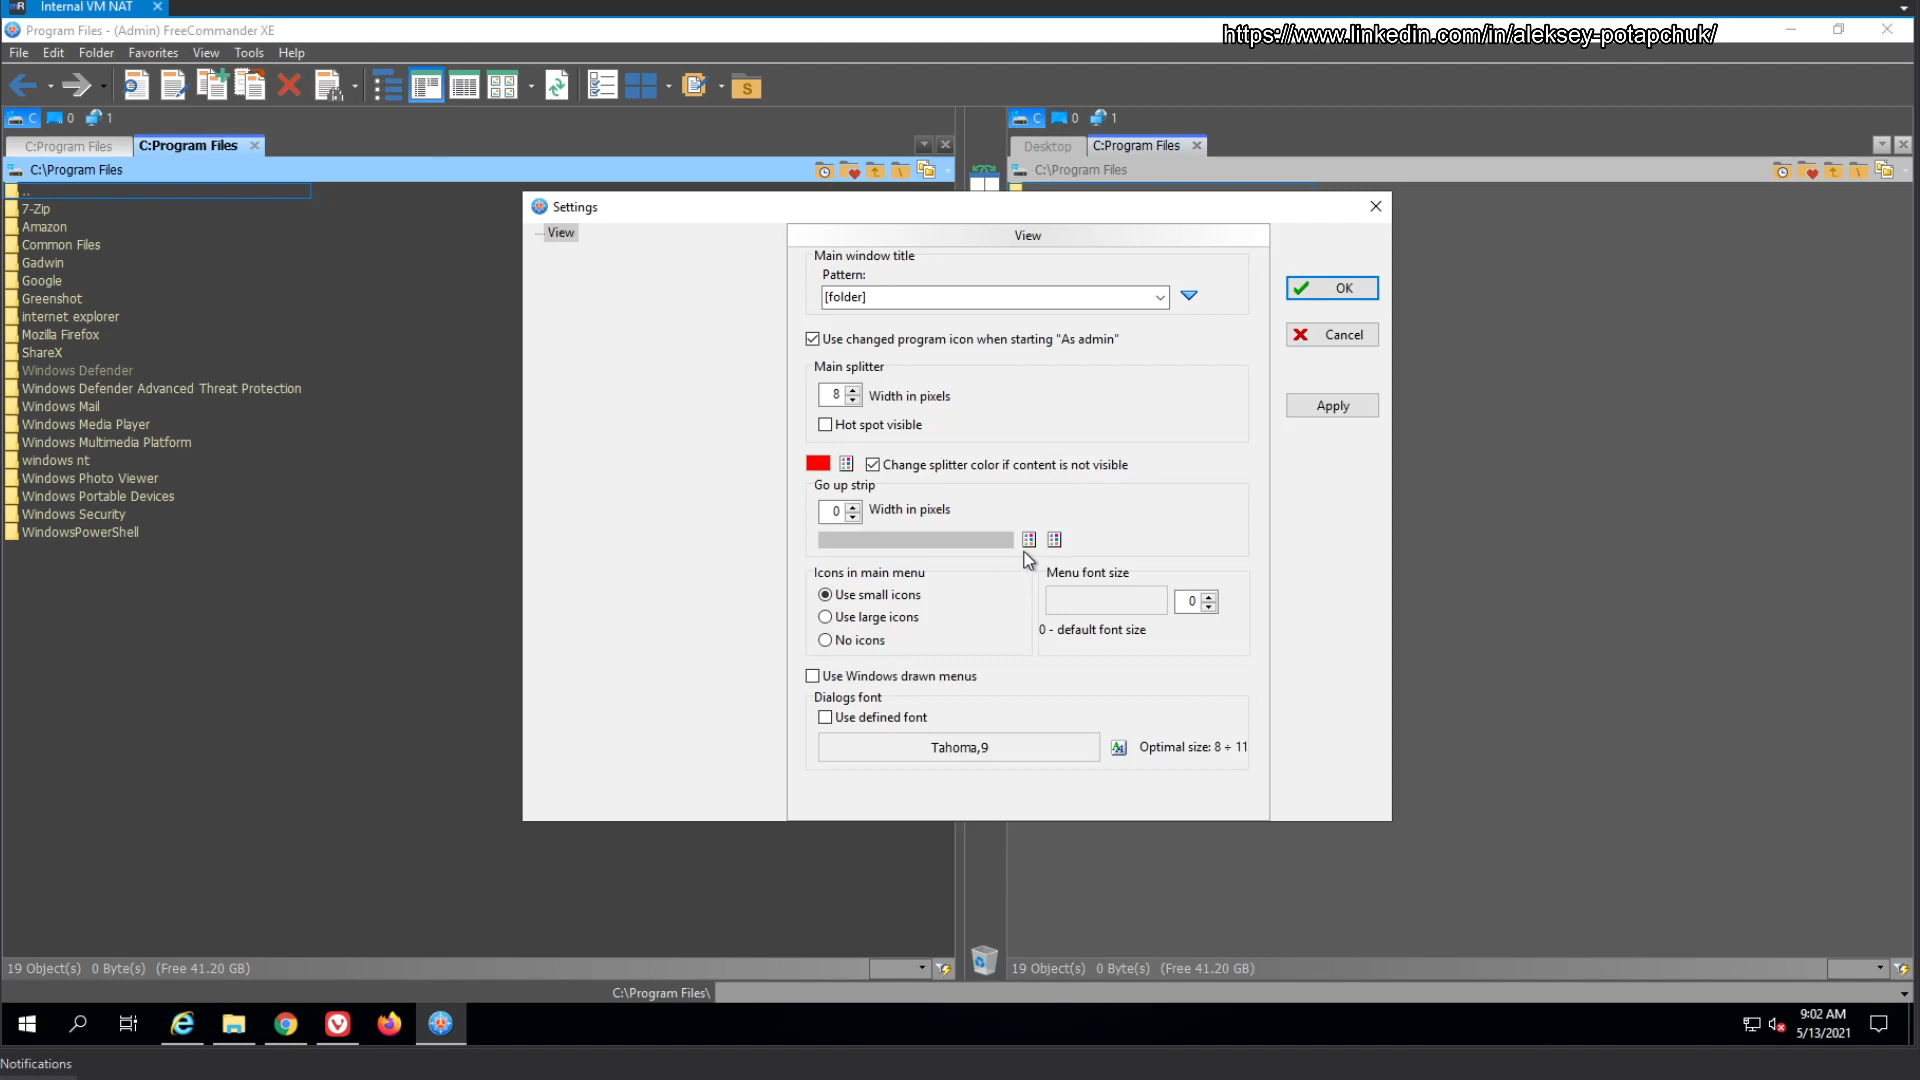 Internal VM NAT
Program Files - (Admin) FreeCommander XE
https://www.linkedin.com/in/aleksey-potapchuk/
File Edit Folder Favorites View Tools Help
S
C 0 1
C 0 1
C:Program Files C:Program Files
Desktop C:Program Files
C:\Program Files
C:\Program Files
..
7-Zip
Amazon
Common Files
Gadwin
Google
Greenshot
internet explorer
Mozilla Firefox
ShareX
Windows Defender
Windows Defender Advanced Threat Protection
Windows Mail
Windows Media Player
Windows Multimedia Platform
windows nt
Windows Photo Viewer
Windows Portable Devices
Windows Security
WindowsPowerShell
Settings
View
View
Main window title
Pattern:
[folder]
Use changed program icon when starting "As admin"
Main splitter
8 Width in pixels
Hot spot visible
Change splitter color if content is not visible
Go up strip
0 Width in pixels
Icons in main menu
Use small icons
Use large icons
No icons
Menu font size
0
0 - default font size
Use Windows drawn menus
Dialogs font
Use defined font
Tahoma,9
Optimal size: 8 ÷ 11
OK
Cancel
Apply
19 Object(s) 0 Byte(s) (Free 41.20 GB)
19 Object(s) 0 Byte(s) (Free 41.20 GB)
C:\Program Files\
9:02 AM
5/13/2021
Notifications